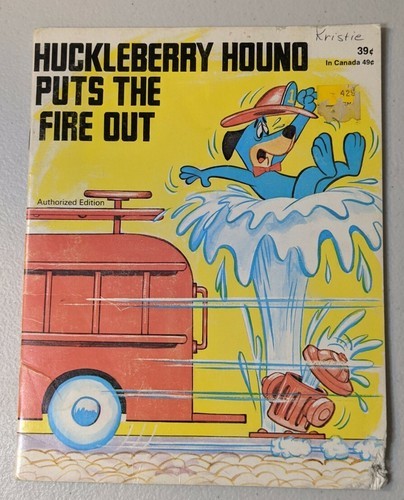 Kristie
HUCKLEBERRY HOUND
39¢
In Canada 49¢
PUTS THE
FIRE OUT
Authorized Edition